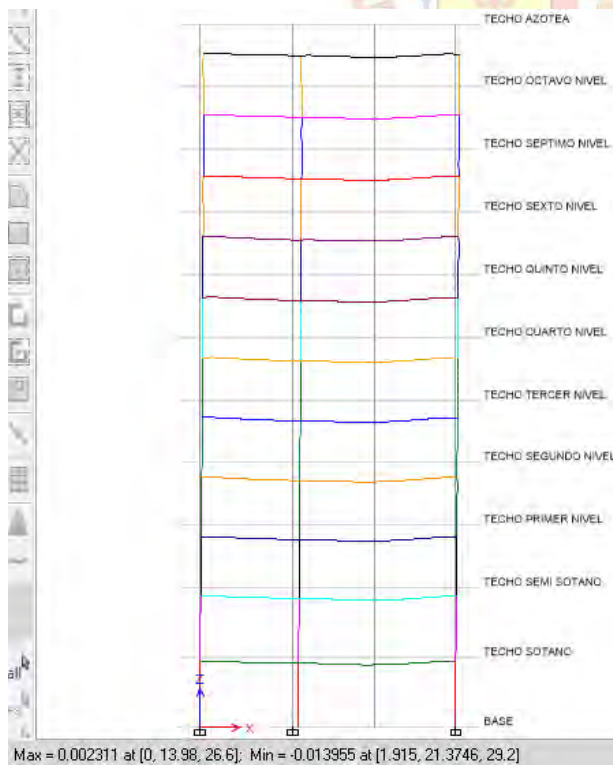 TECHO AZOTEA
TECHO OCTAVO NIVEL
TECHO SEPTIMO NIVEL
TECHO SEXTO NIVEL
TECHO QUINTO NIVEL
TECHO CUARTO NIVEL
TECHO TERCER NIVEL
TECHO SEGUNDO NIVEL
TECHO PRIMER NIVEL
TECHO SEMI SOTANO
TECHO SOTANO
all
Z
X
BASE
Max = 0.002311 at [0, 13.98, 26.6]; Min = -0.013955 at [1.915, 21.3746, 29.2]